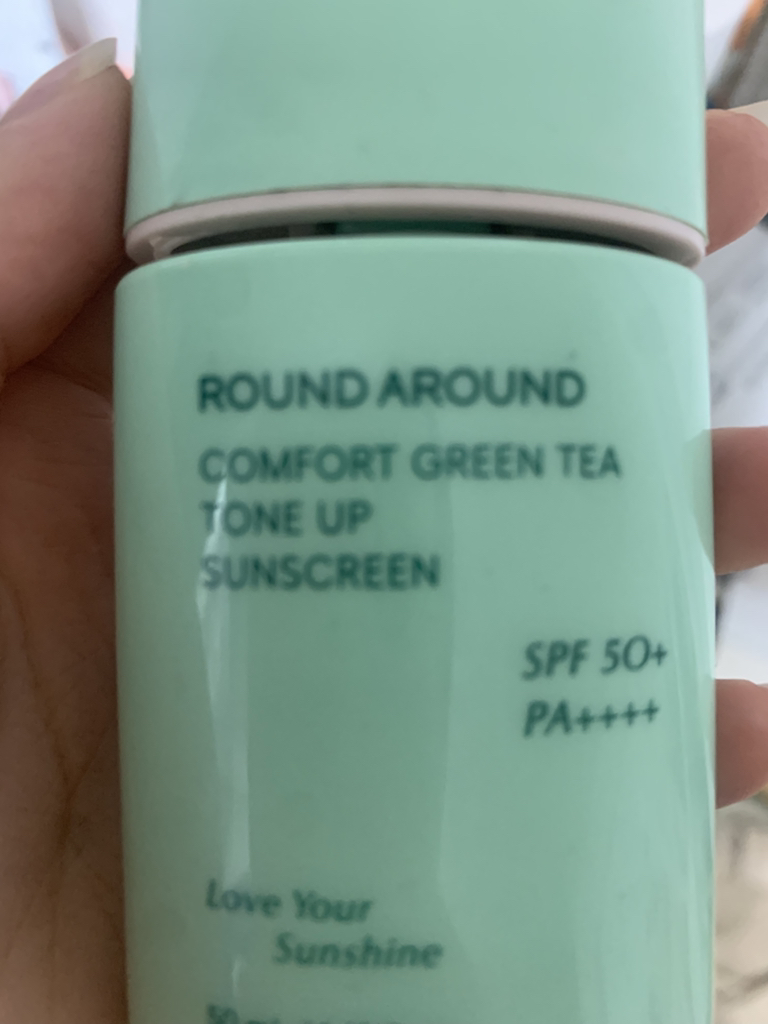 ROUND AROUND
COMFORT GREEN TEA
TONE UP
SUNSCREEN
SPF 50+
PA++++
Love Your
Sunshine